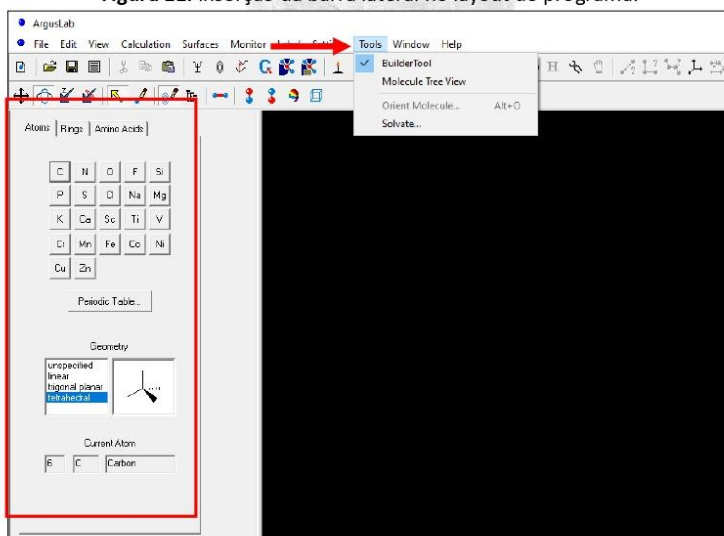 Figura 22. Inserção da barra lateral no layout do programa.
ArgusLab
File Edit View Calculation Surfaces Monitor Tools Window Help
BuilderTool
Molecule Tree View
Orient Molecule... Alt+O
Solvate...
Atoms Rings Amino Acids
C N O F Si
P S Cl Na Mg
K Ca Sc Ti V
Cr Mn Fe Co Ni
Cu Zn
Periodic Table...
Geometry
unspecified
linear
trigonal planar
tetrahedral
Current Atom
6 C Carbon